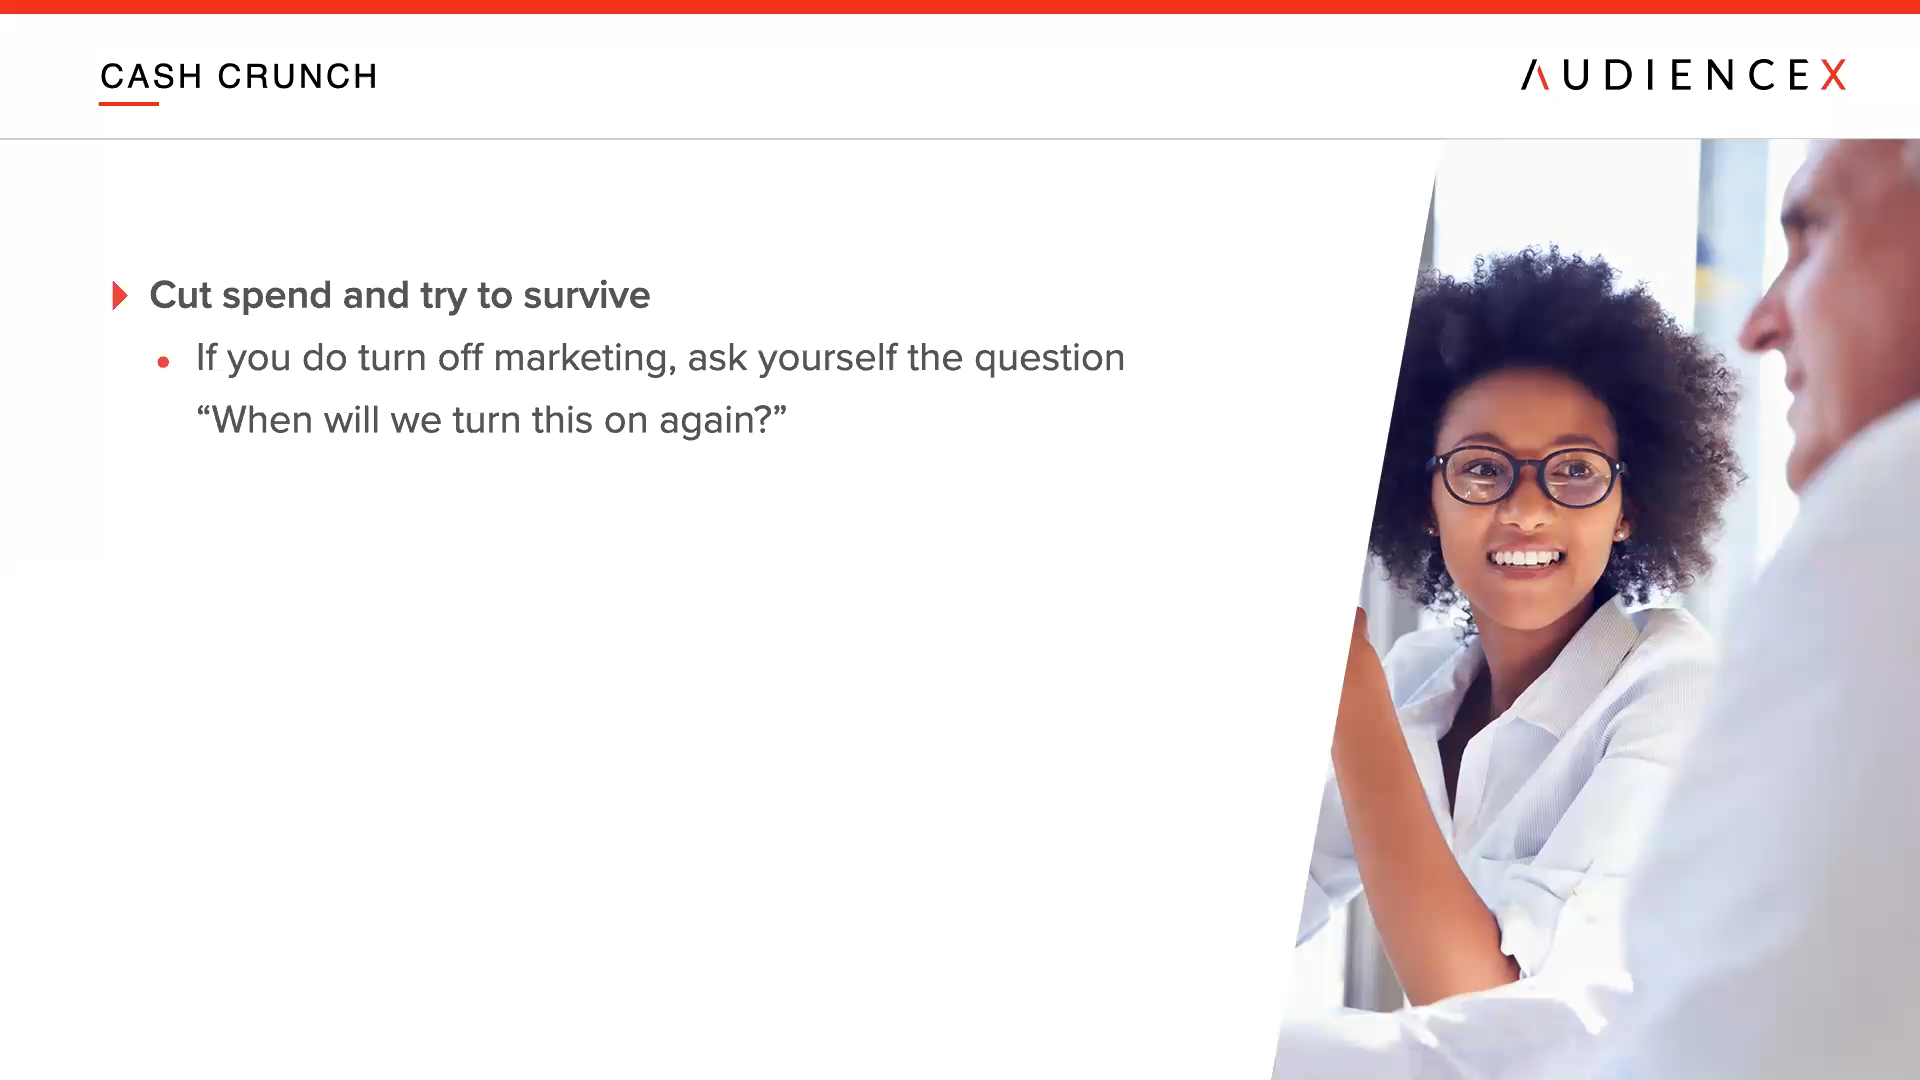 CASH CRUNCH
AUDIENCEX
Cut spend and try to survive
If you do turn off marketing, ask yourself the question
“When will we turn this on again?”